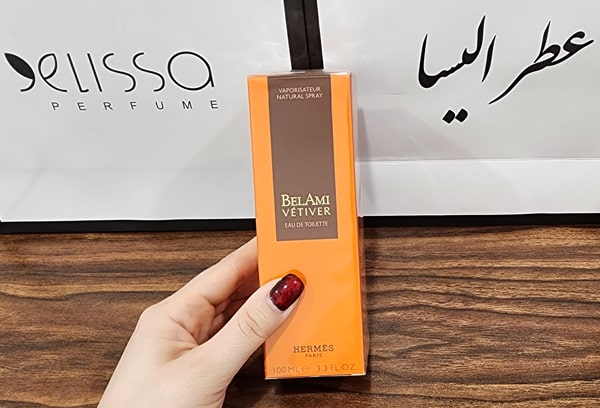 elissa
PERFUME
عطر الیسا
VAPORISATEUR
NATURAL SPRAY
BELAMI
VÉTIVER
EAU DE TOILETTE
HERMÈS
PARIS
100 ML e 3.3 FL.OZ.